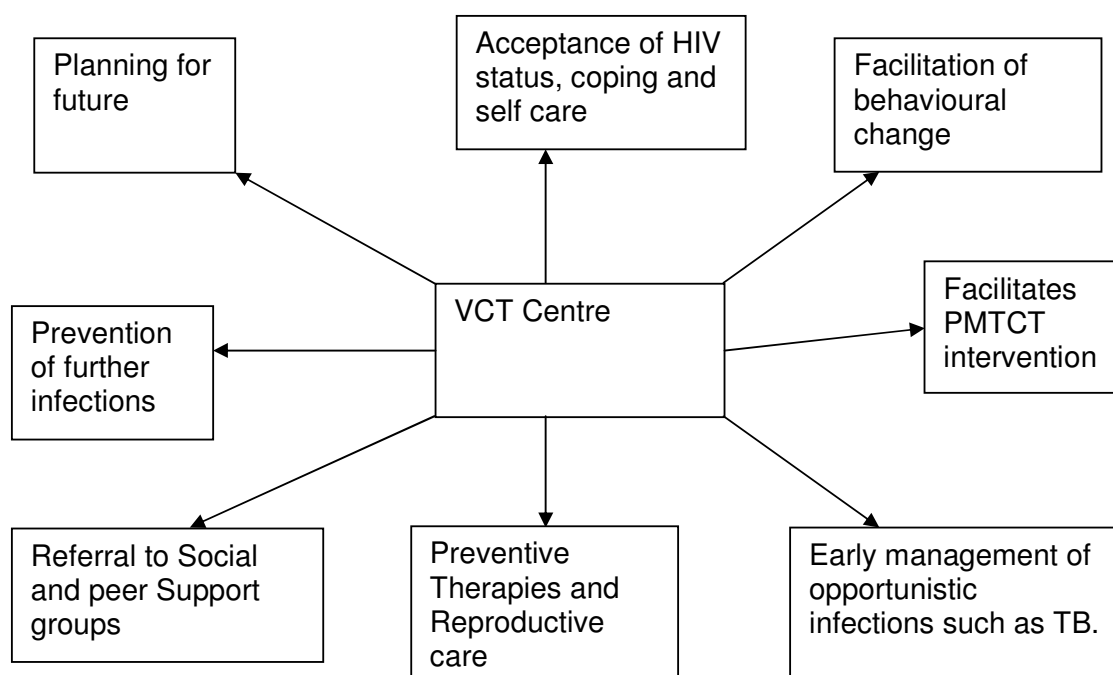 Planning for
future
Acceptance of HIV
status, coping and
self care
Facilitation of
behavioural
change
Prevention
of further
infections
VCT Centre
Facilitates
PMTCT
intervention
Referral to Social
and peer Support
groups
Preventive
Therapies and
Reproductive
care
Early management of
opportunistic
infections such as TB.